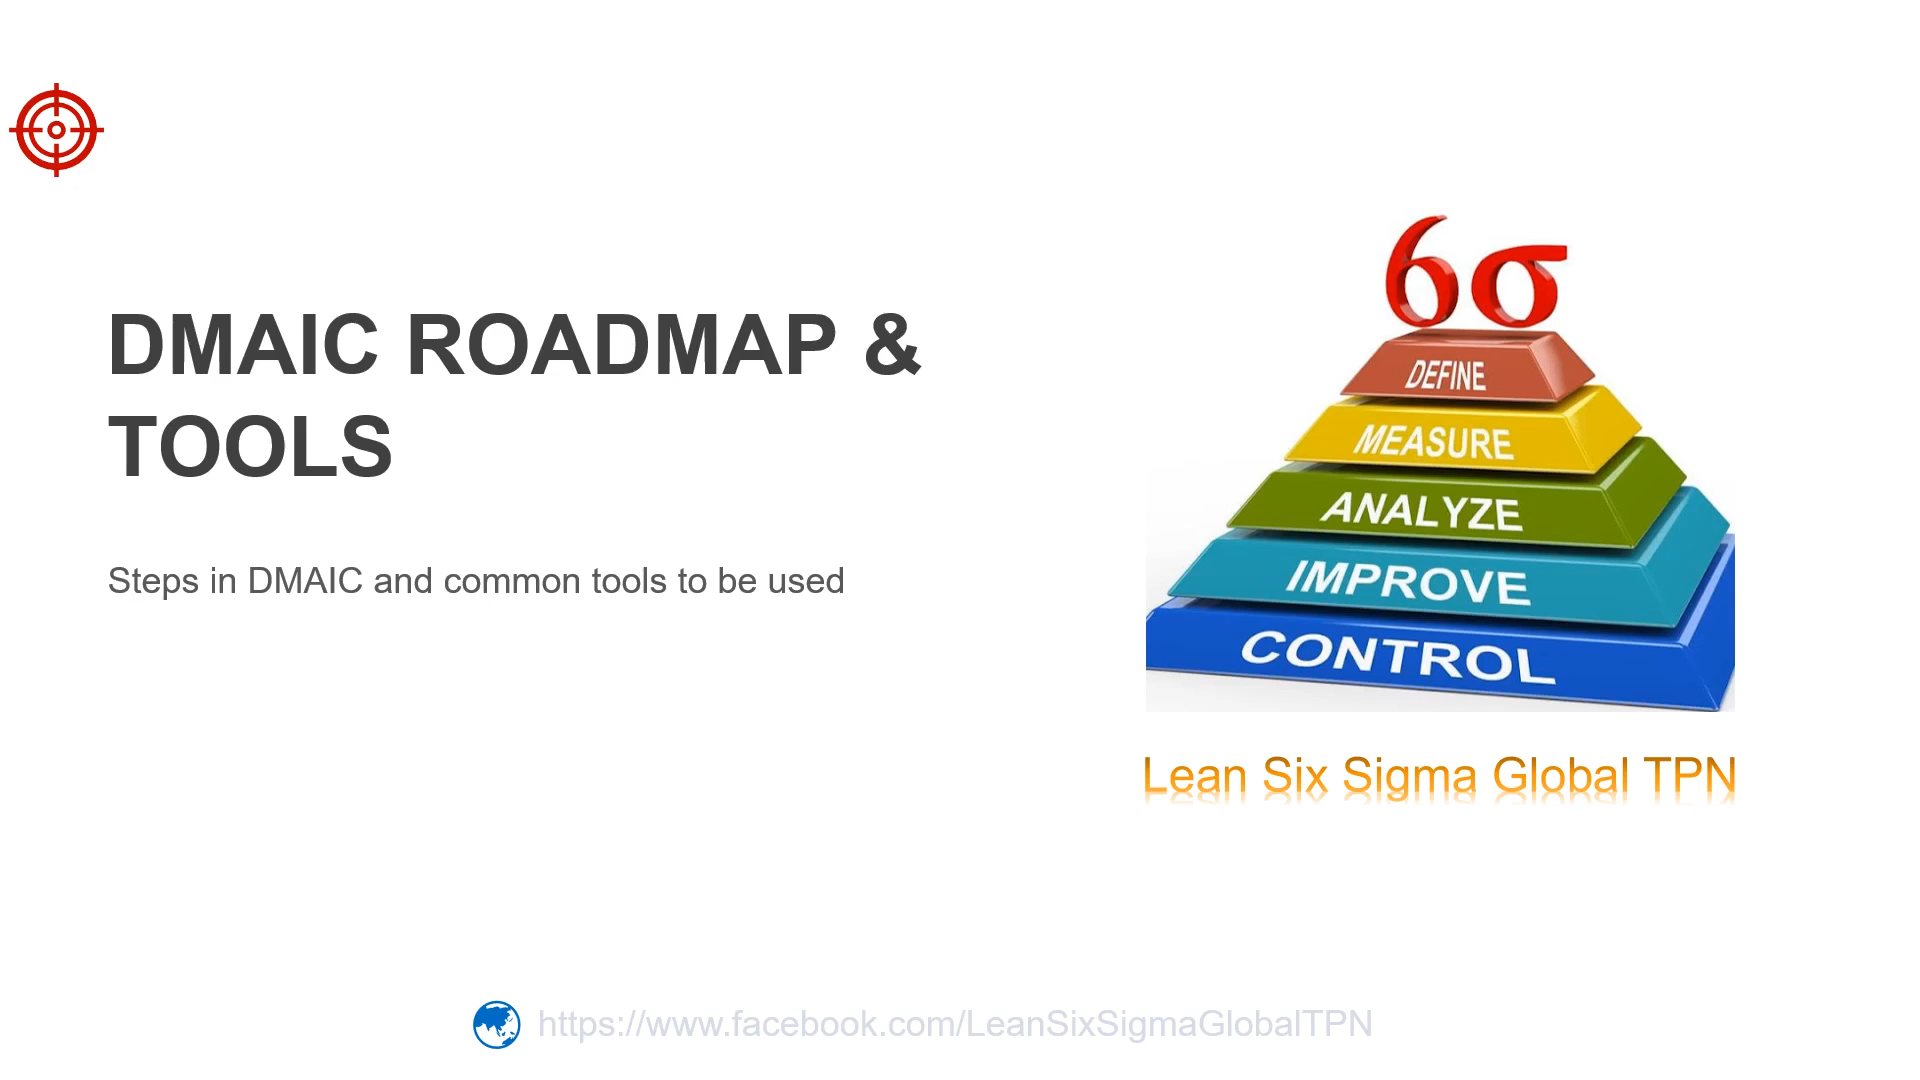 DMAIC ROADMAP &
TOOLS
Steps in DMAIC and common tools to be used
6σ
DEFINE
MEASURE
ANALYZE
IMPROVE
CONTROL
Lean Six Sigma Global TPN
https://www.facebook.com/LeanSixSigmaGlobalTPN